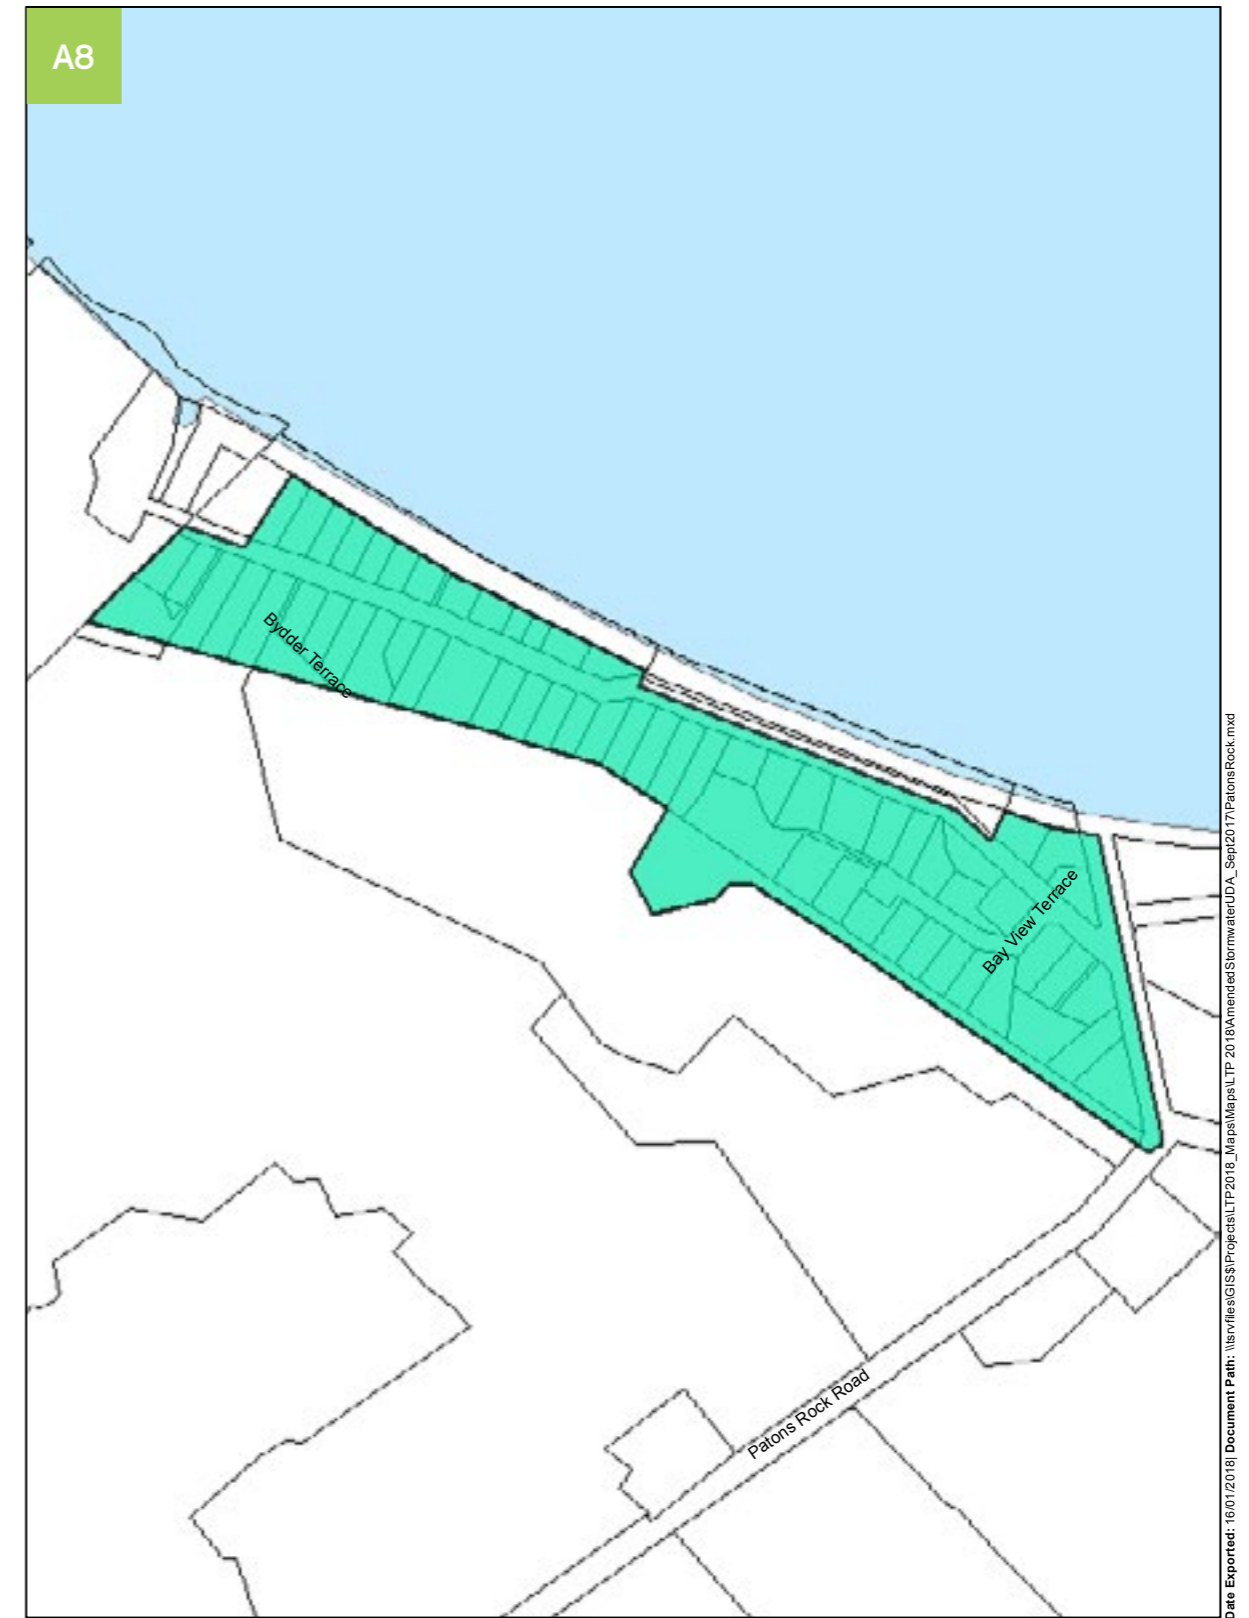 A8
Bydder Terrace
Bay View Terrace
Patons Rock Road
Date Exported: 16/01/2018| Document Path: \\tsrvfiles\GIS$\Projects\LTP2018_Maps\Maps\LTP 2018\AmendedStormwaterUDA_Sept2017\PatonsRock.mxd